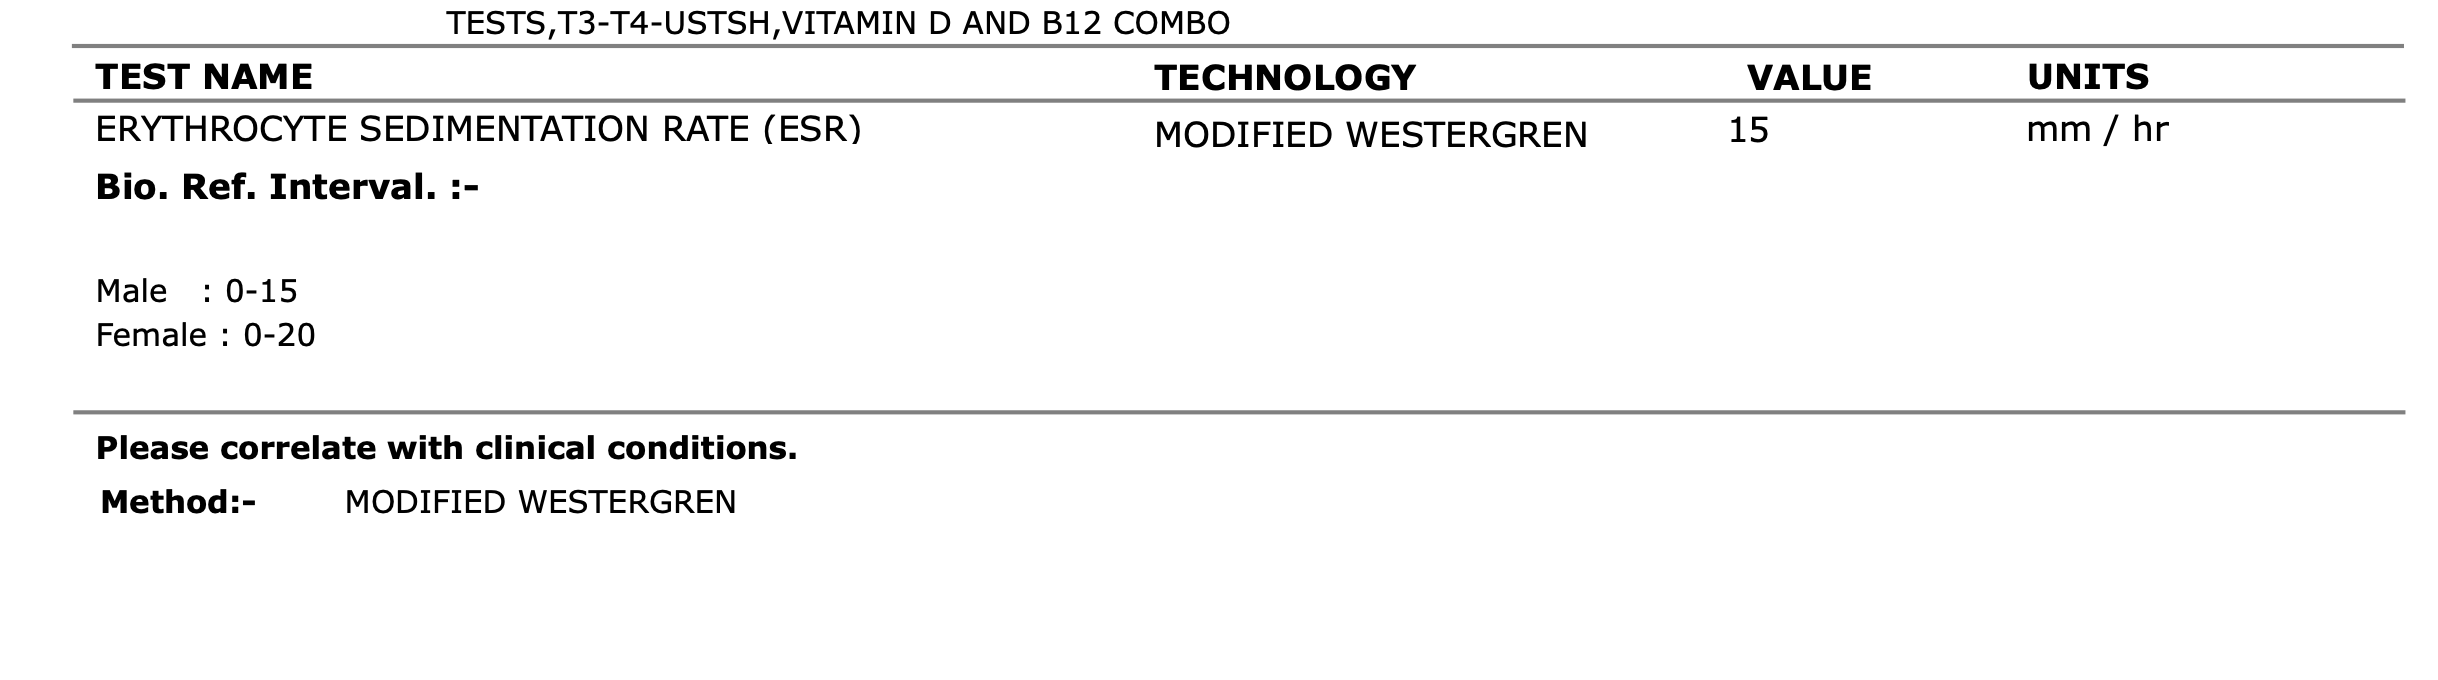 TESTS,T3-T4-USTSH,VITAMIN D AND B12 COMBO
TEST NAME TECHNOLOGY VALUE UNITS
ERYTHROCYTE SEDIMENTATION RATE (ESR) MODIFIED WESTERGREN 15 mm / hr
Bio. Ref. Interval. :-
Male : 0-15
Female : 0-20
Please correlate with clinical conditions.
Method:- MODIFIED WESTERGREN